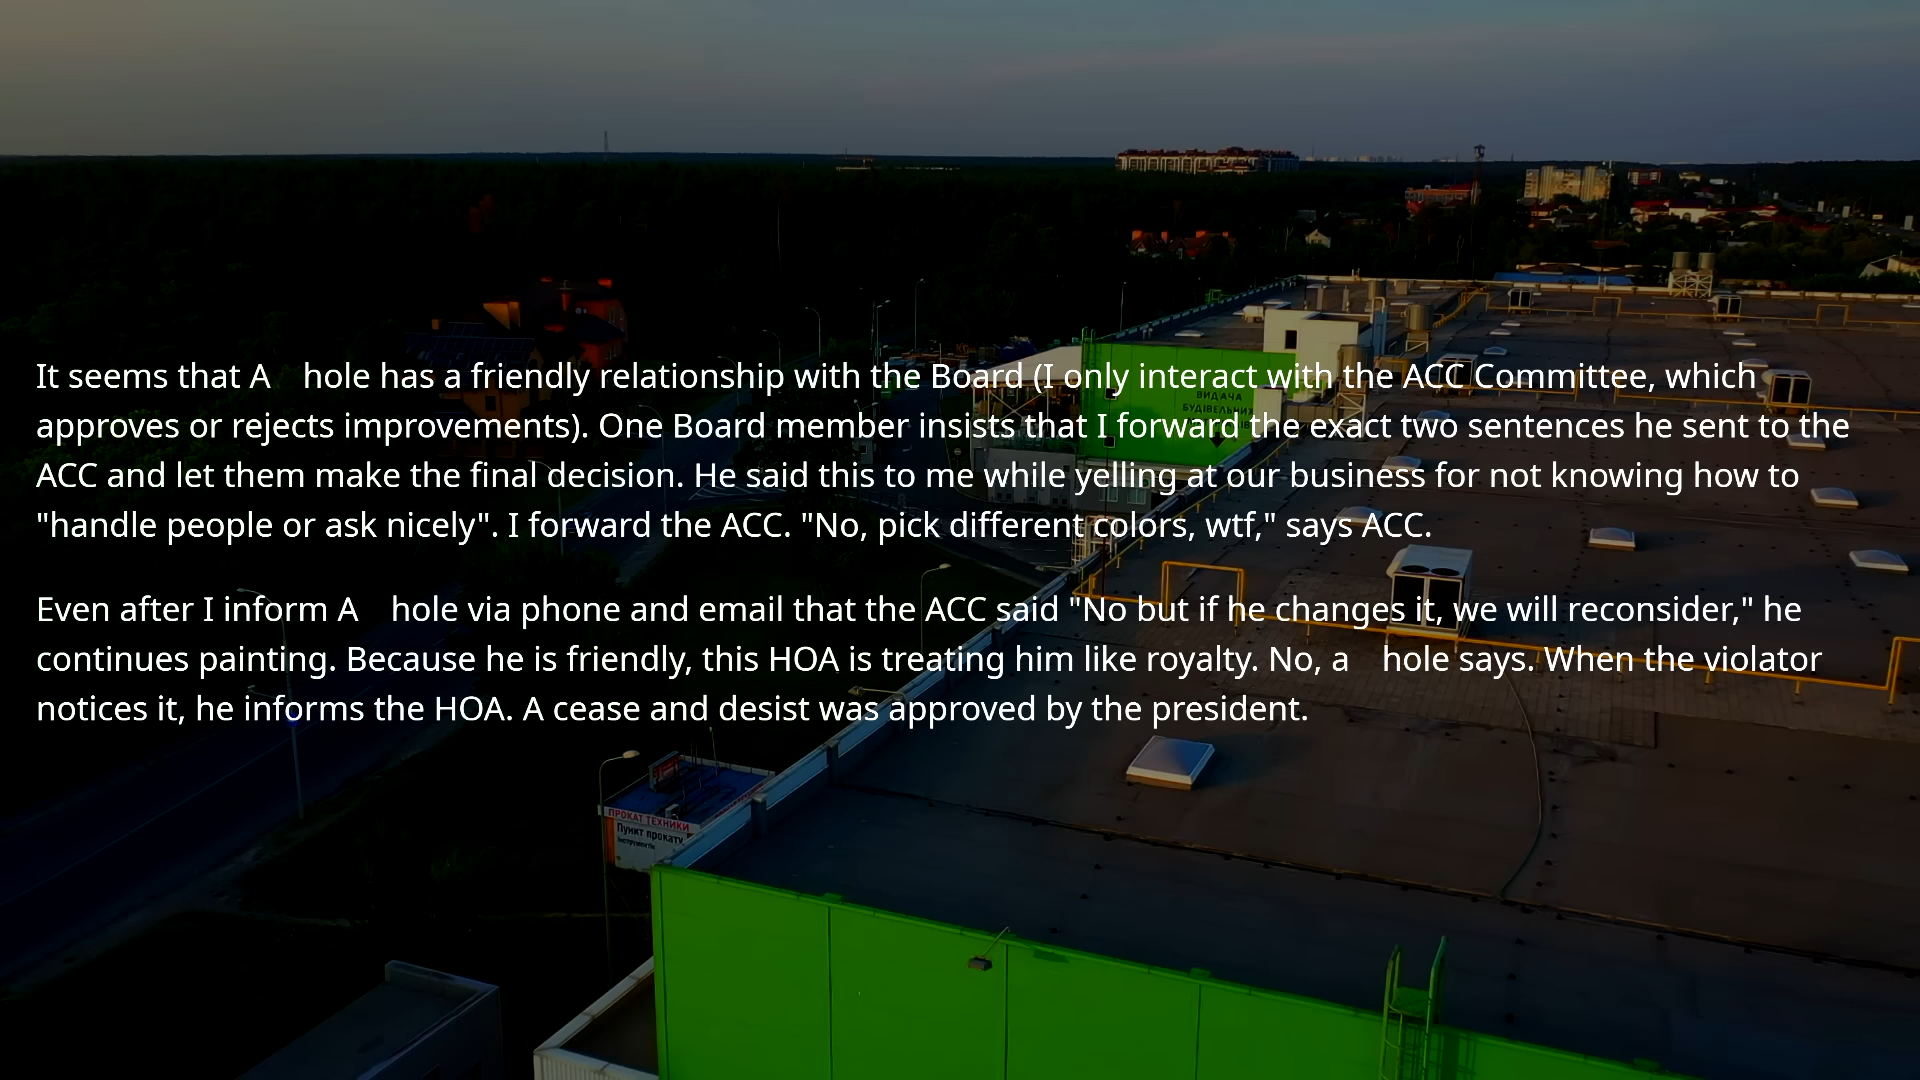 It seems that A hole has a friendly relationship with the Board (I only interact with the ACC Committee, which
approves or rejects improvements). One Board member insists that I forward the exact two sentences he sent to the
ACC and let them make the final decision. He said this to me while yelling at our business for not knowing how to
"handle people or ask nicely". I forward the ACC. "No, pick different colors, wtf," says ACC.
Even after I inform A hole via phone and email that the ACC said "No but if he changes it, we will reconsider," he
continues painting. Because he is friendly, this HOA is treating him like royalty. No, a hole says. When the violator
notices it, he informs the HOA. A cease and desist was approved by the president.
ВИДАЧА
БУДІВЕЛЬНИХ
ПРОКАТ ТЕХНІКИ
Пункт прокату
інструментів